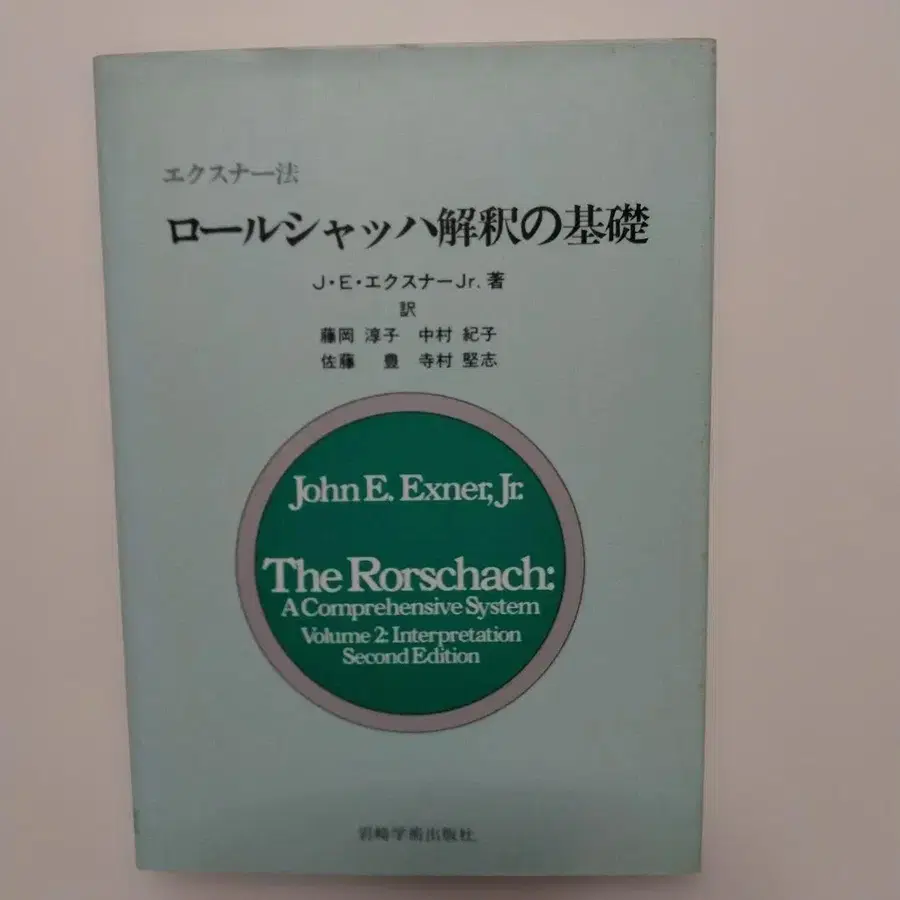 エクスナー法
ロールシャッハ解釈の基礎
J・E・エクスナーJr. 著
訳
藤岡 淳子 中村 紀子
佐藤 豊 寺村 堅志
John E. Exner, Jr.
The Rorschach:
A Comprehensive System
Volume 2: Interpretation
Second Edition
岩崎学術出版社